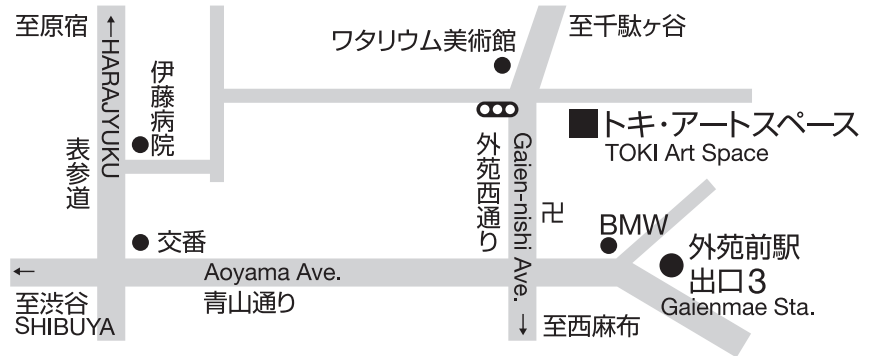 至原宿
←HARAJYUKU
表参道
伊藤病院
交番
ワタリウム美術館
至千駄ヶ谷
トキ・アートスペース
TOKI Art Space
外苑西通り
Gaien-nishi Ave.
卍
BMW
外苑前駅
出口3
Gaienmae Sta.
←
Aoyama Ave.
青山通り
至渋谷
SHIBUYA
→
至西麻布